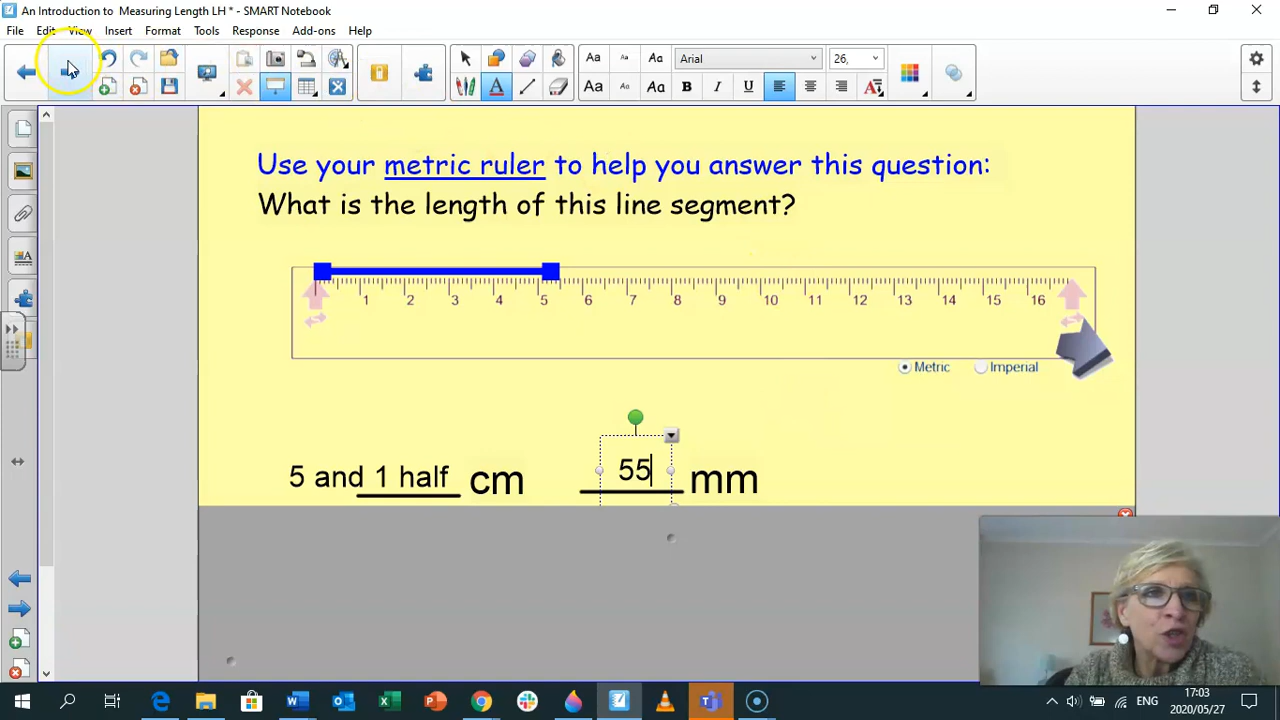 An Introduction to  Measuring Length LH * - SMART Notebook
File Edit View Insert Format Tools Response Add-ons Help
Aa Aa Aa Arial 26,
Aa Aa Aa B I U
Use your metric ruler to help you answer this question:
What is the length of this line segment?
1 2 3 4 5 6 7 8 9 10 11 12 13 14 15 16
Metric Imperial
5 and 1 half cm 55 mm
ENG
17:03
2020/05/27